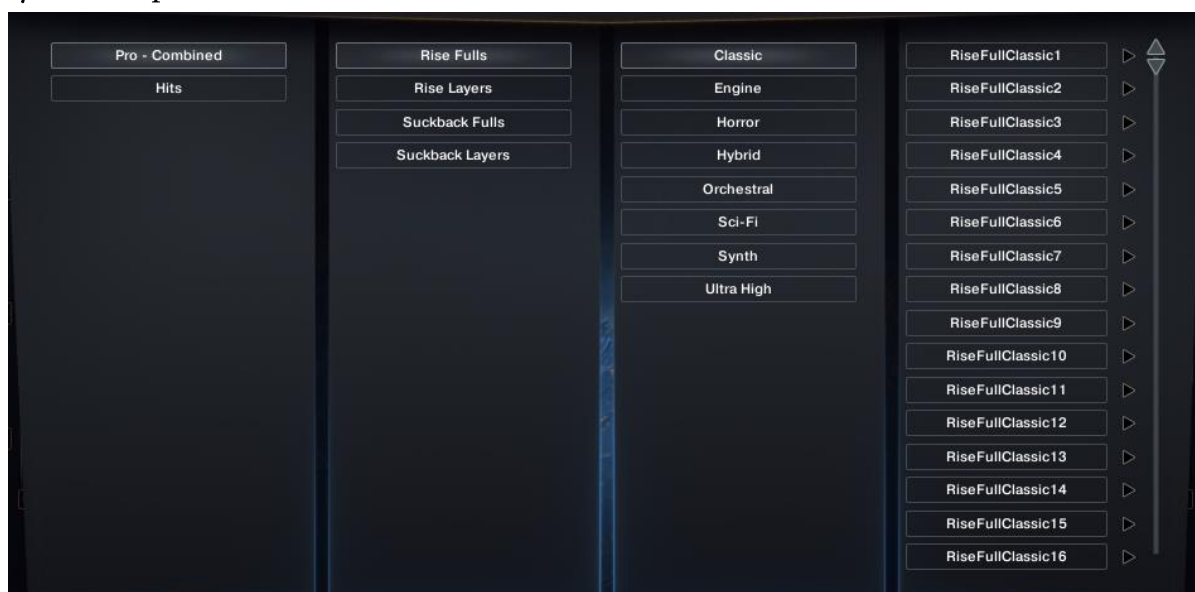 Pro - Combined
Hits
Rise Fulls
Rise Layers
Suckback Fulls
Suckback Layers
Classic
Engine
Horror
Hybrid
Orchestral
Sci-Fi
Synth
Ultra High
RiseFullClassic1
RiseFullClassic2
RiseFullClassic3
RiseFullClassic4
RiseFullClassic5
RiseFullClassic6
RiseFullClassic7
RiseFullClassic8
RiseFullClassic9
RiseFullClassic10
RiseFullClassic11
RiseFullClassic12
RiseFullClassic13
RiseFullClassic14
RiseFullClassic15
RiseFullClassic16